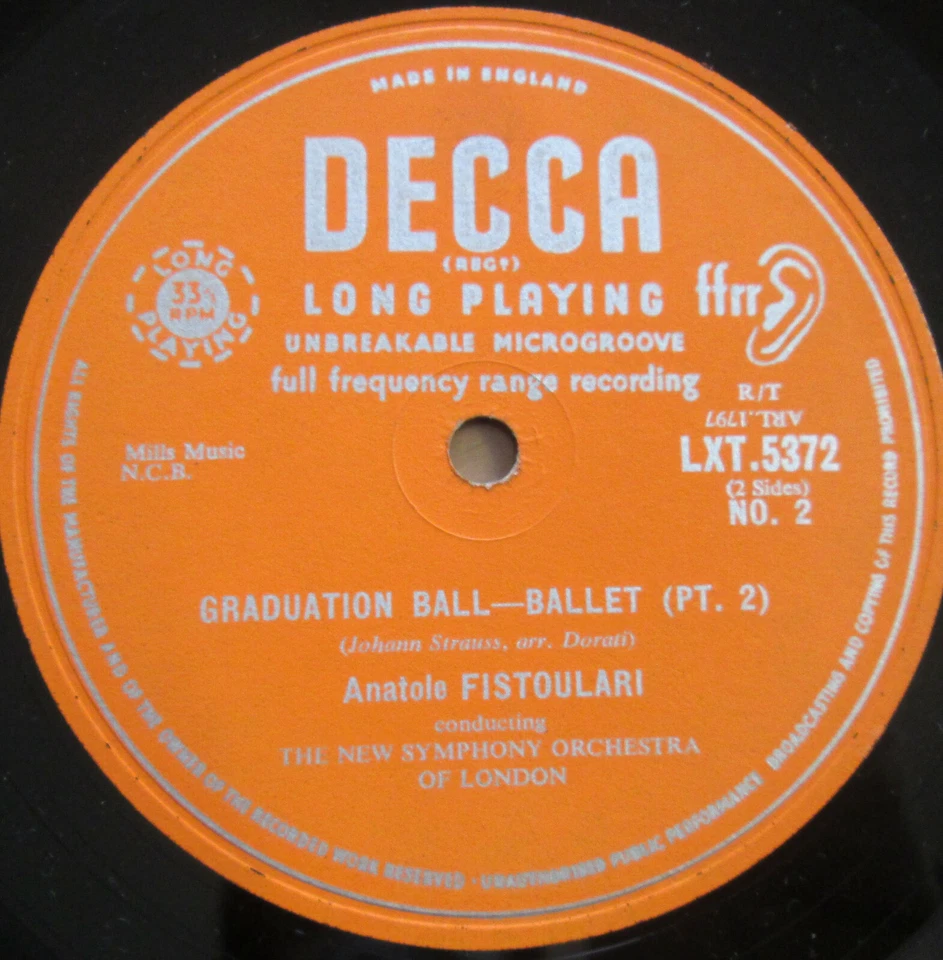 MADE IN ENGLAND
DECCA
(REGT)
LONG PLAYING
33⅓ RPM
LONG PLAYING
ffrr
UNBREAKABLE MICROGROOVE
full frequency range recording
R/T
ARL.1797
Mills Music
N.C.B.
LXT.5372
(2 Sides)
NO. 2
GRADUATION BALL—BALLET (PT. 2)
(Johann Strauss, arr. Dorati)
Anatole FISTOULARI
conducting
THE NEW SYMPHONY ORCHESTRA
OF LONDON
ALL RIGHTS OF THE MANUFACTURER AND OF THE OWNER OF THE RECORDED WORK RESERVED · UNAUTHORISED PUBLIC PERFORMANCE BROADCASTING AND COPYING OF THIS RECORD PROHIBITED